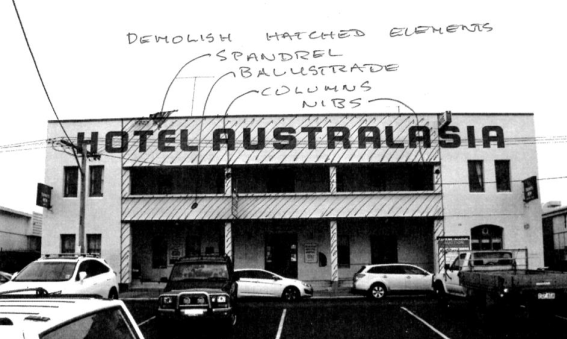 DEMOLISH HATCHED ELEMENTS
SPANDREL
BALUSTRADE
COLUMNS
NIBS
HOTEL AUSTRALASIA